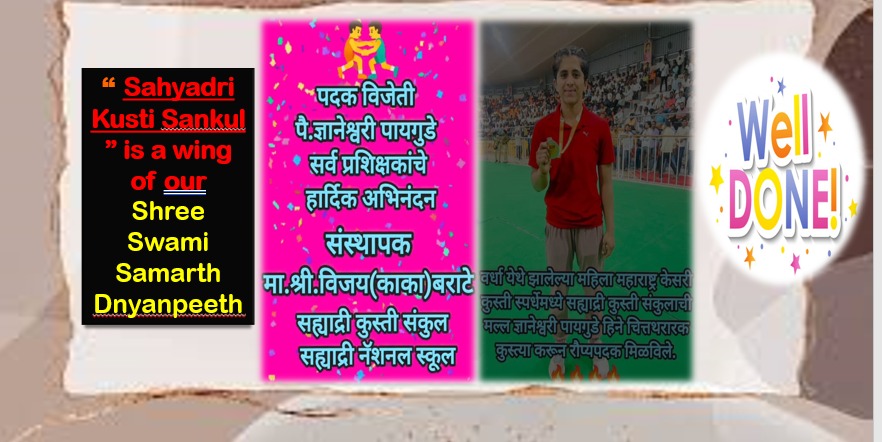 “ Sahyadri
Kusti Sankul
” is a wing
of our
Shree
Swami
Samarth
Dnyanpeeth
पदक विजेती
पै.ज्ञानेश्वरी पायगुडे
सर्व प्रशिक्षकांचे
हार्दिक अभिनंदन
संस्थापक
मा.श्री.विजय(काका)बराटे
सह्याद्री कुस्ती संकुल
सह्याद्री नॅशनल स्कूल
वर्धा येथे झालेल्या महिला महाराष्ट्र केसरी
कुस्ती स्पर्धेमध्ये सह्याद्री कुस्ती संकुलाची
मल्ल ज्ञानेश्वरी पायगुडे हिने चित्तथरारक
कुस्त्या करून रौप्यपदक मिळविले.
Well
DONE!